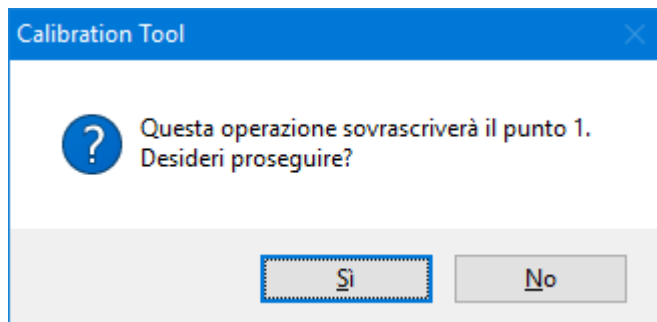 Calibration Tool
Questa operazione sovrascriverà il punto 1.
Desideri proseguire?
Sì
No